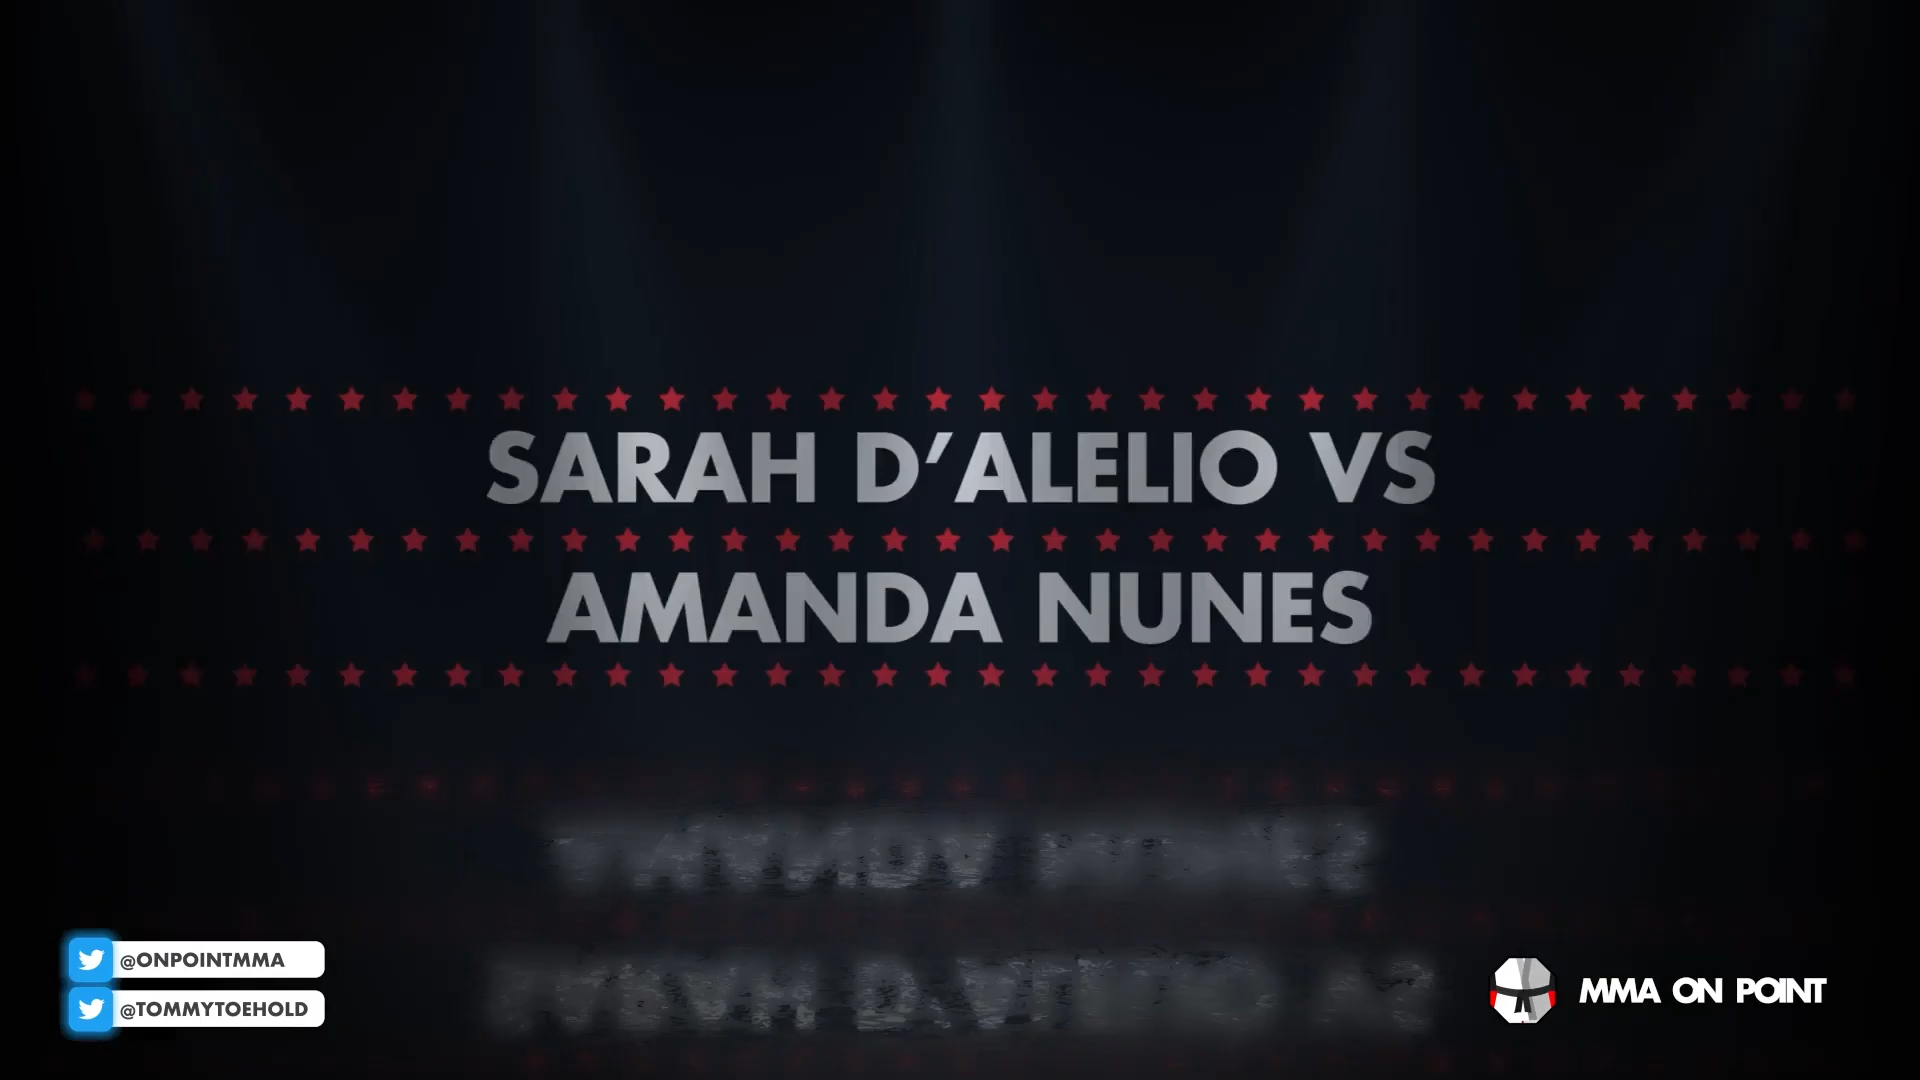 SARAH D’ALELIO VS
AMANDA NUNES
@ONPOINTMMA
@TOMMYTOEHOLD
MMA ON POINT